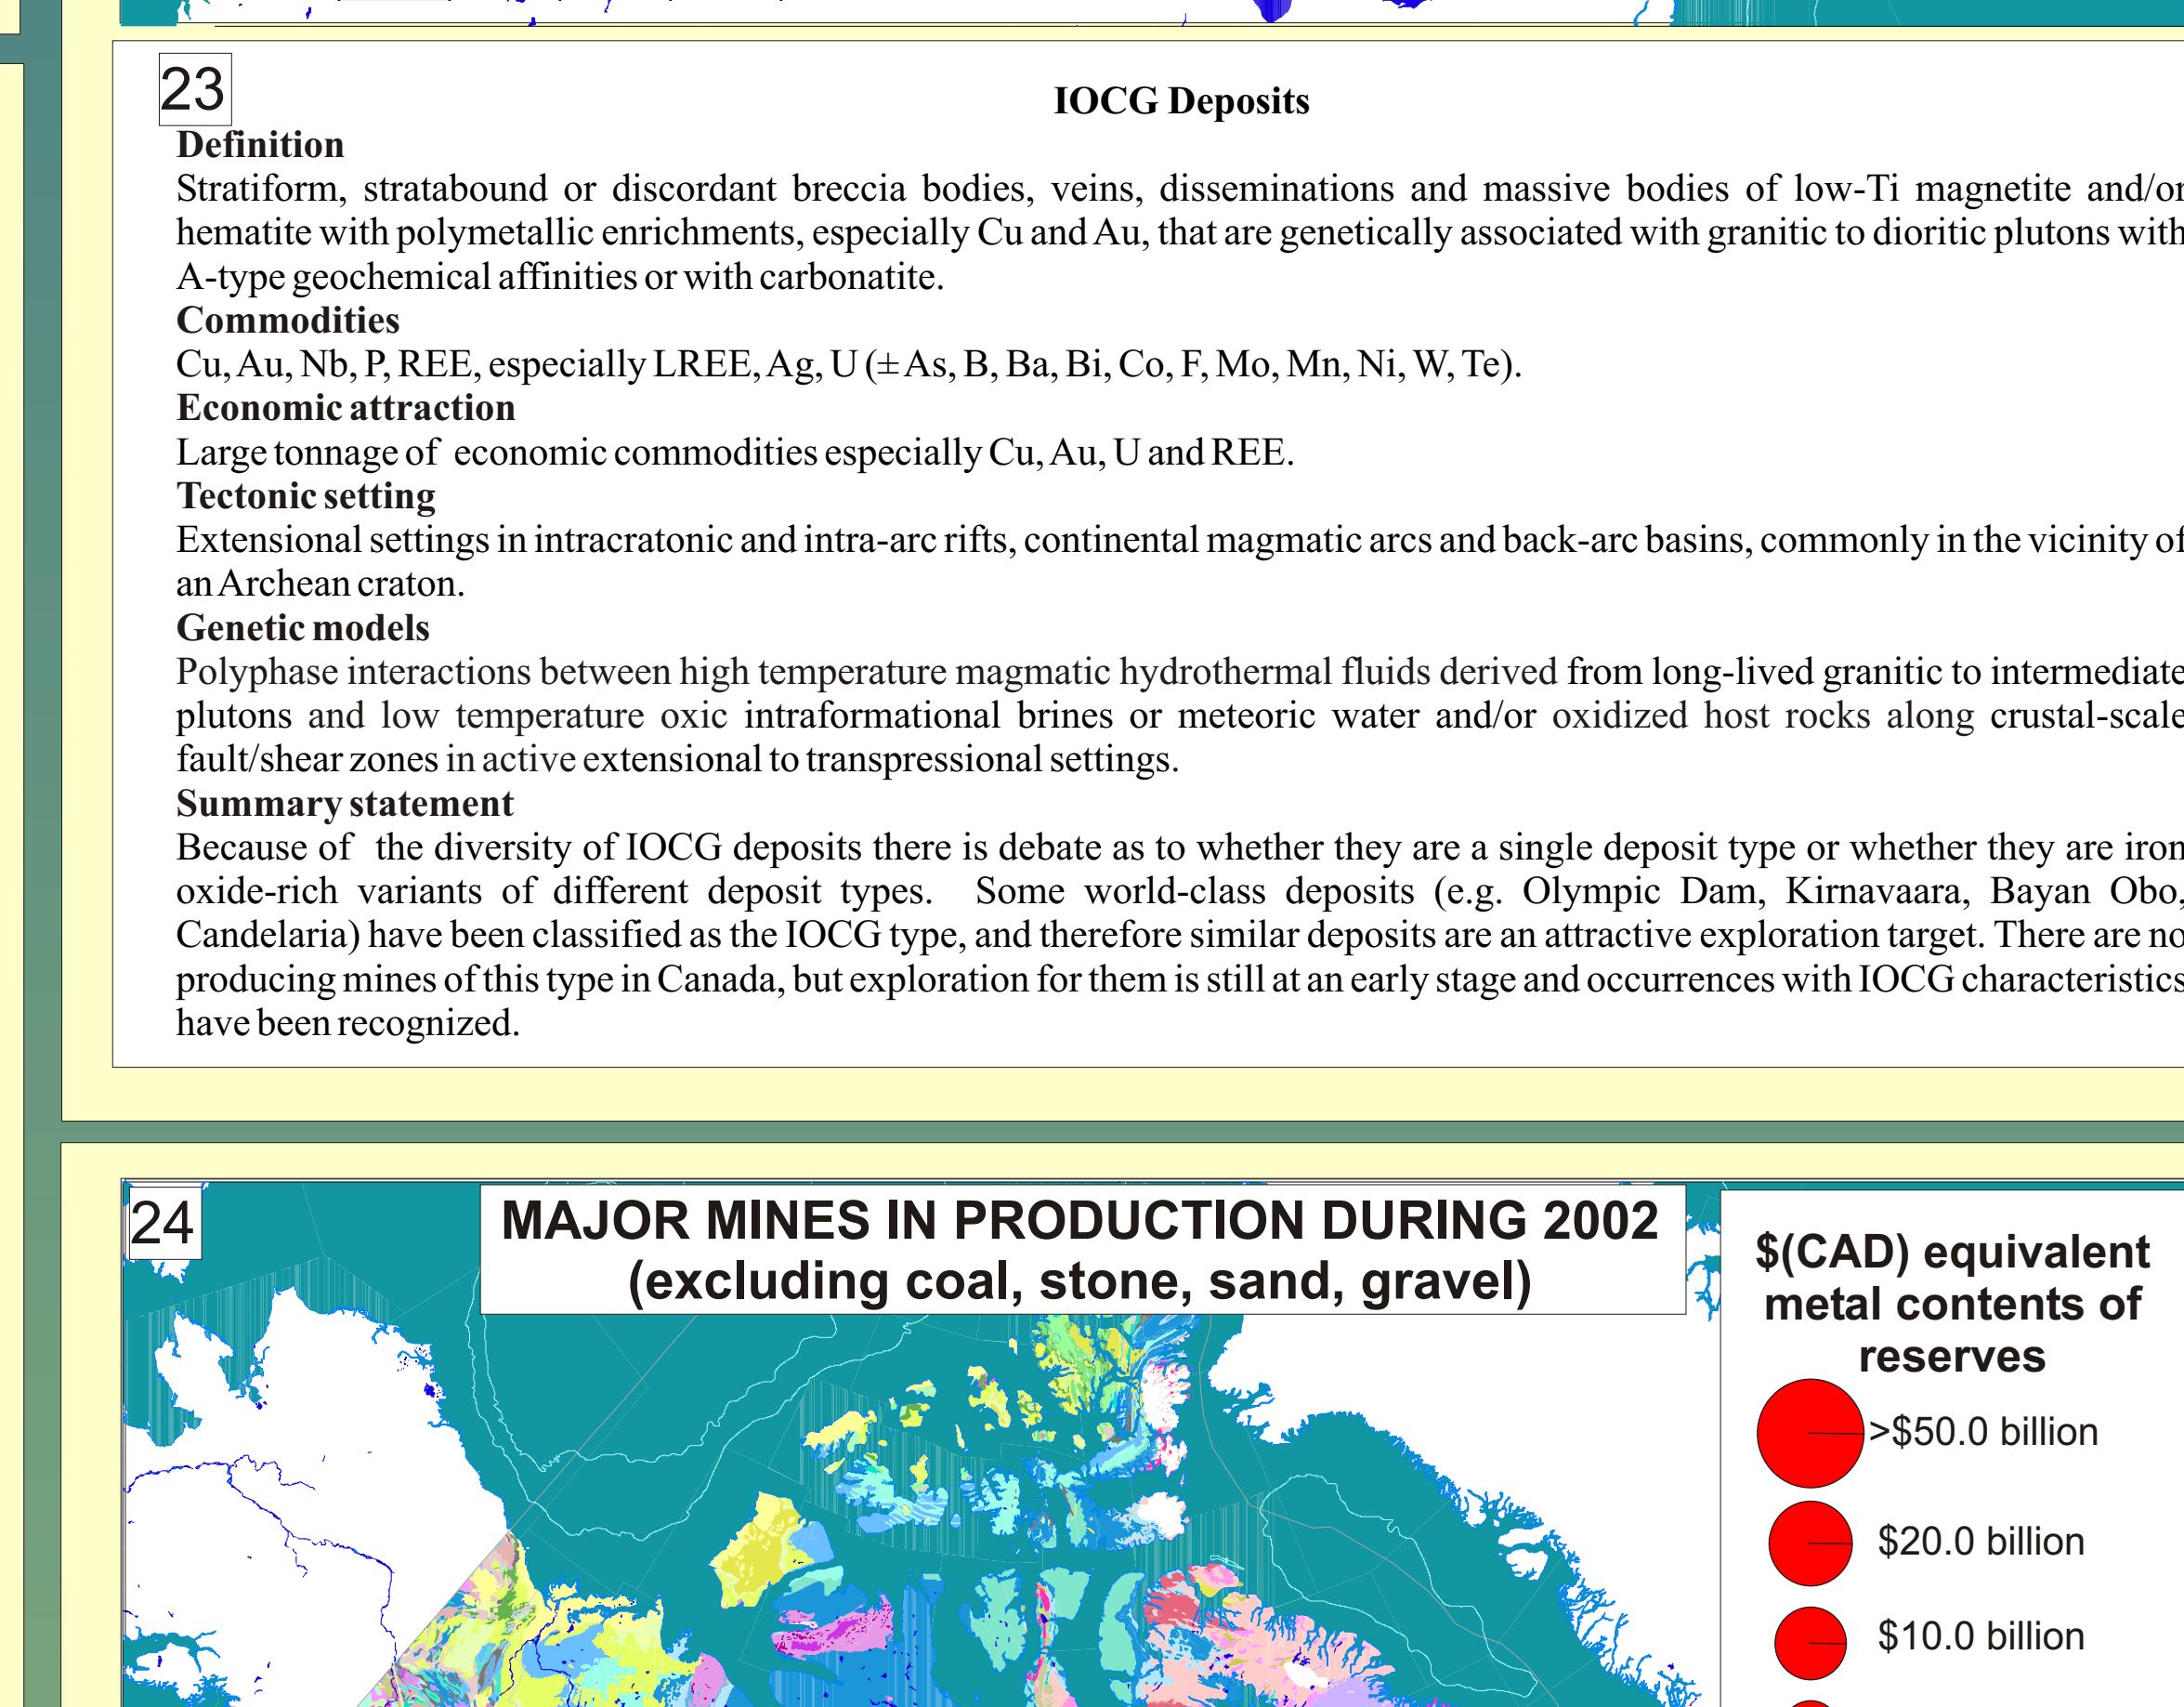 23
IOCG Deposits
Definition
Stratiform, stratabound or discordant breccia bodies, veins, disseminations and massive bodies of low-Ti magnetite and/or
hematite with polymetallic enrichments, especially Cu and Au, that are genetically associated with granitic to dioritic plutons with
A-type geochemical affinities or with carbonatite.
Commodities
Cu, Au, Nb, P, REE, especially LREE, Ag, U (± As, B, Ba, Bi, Co, F, Mo, Mn, Ni, W, Te).
Economic attraction
Large tonnage of economic commodities especially Cu, Au, U and REE.
Tectonic setting
Extensional settings in intracratonic and intra-arc rifts, continental magmatic arcs and back-arc basins, commonly in the vicinity of
an Archean craton.
Genetic models
Polyphase interactions between high temperature magmatic hydrothermal fluids derived from long-lived granitic to intermediate
plutons and low temperature oxic intraformational brines or meteoric water and/or oxidized host rocks along crustal-scale
fault/shear zones in active extensional to transpressional settings.
Summary statement
Because of the diversity of IOCG deposits there is debate as to whether they are a single deposit type or whether they are iron
oxide-rich variants of different deposit types. Some world-class deposits (e.g. Olympic Dam, Kirnavaara, Bayan Obo,
Candelaria) have been classified as the IOCG type, and therefore similar deposits are an attractive exploration target. There are no
producing mines of this type in Canada, but exploration for them is still at an early stage and occurrences with IOCG characteristics
have been recognized.
24
MAJOR MINES IN PRODUCTION DURING 2002
(excluding coal, stone, sand, gravel)
$(CAD) equivalent
metal contents of
reserves
>$50.0 billion
$20.0 billion
$10.0 billion